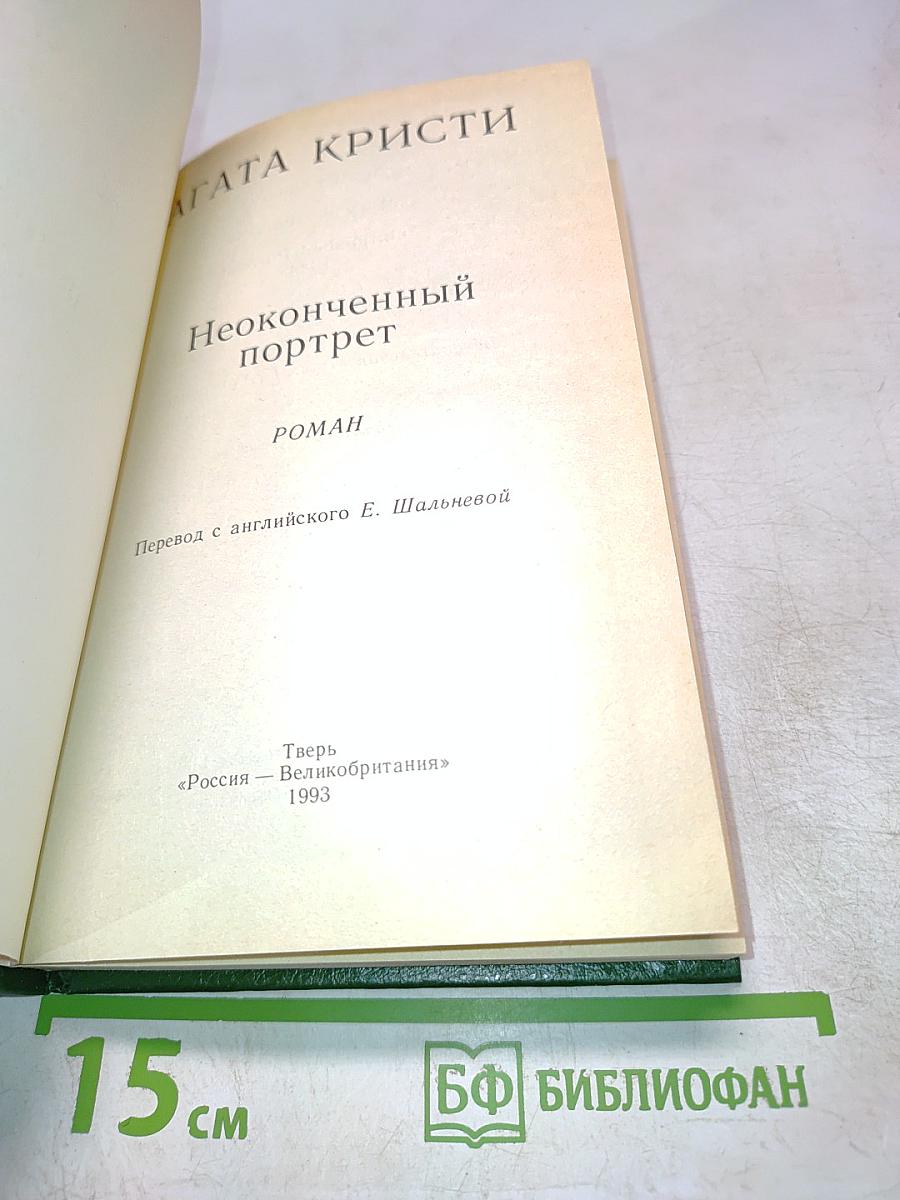 АГАТА КРИСТИ
Неоконченный
портрет
РОМАН
Перевод с английского Е. Шальневой
Тверь
«Россия — Великобритания»
1993
15 см
БФ БИБЛИОФАН